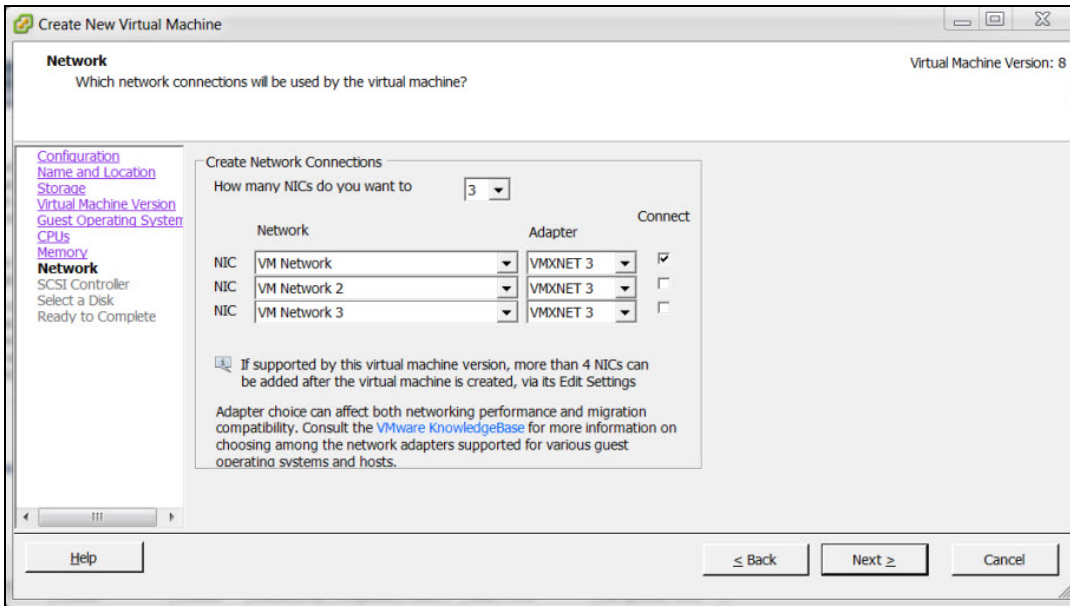 Create New Virtual Machine
Network
Which network connections will be used by the virtual machine?
Virtual Machine Version: 8
Configuration
Name and Location
Storage
Virtual Machine Version
Guest Operating System
CPUs
Memory
Network
SCSI Controller
Select a Disk
Ready to Complete
Create Network Connections
How many NICs do you want to
3
Connect
Network
Adapter
NIC VM Network VMXNET 3
NIC VM Network 2 VMXNET 3
NIC VM Network 3 VMXNET 3
If supported by this virtual machine version, more than 4 NICs can
be added after the virtual machine is created, via its Edit Settings
Adapter choice can affect both networking performance and migration
compatibility. Consult the VMware KnowledgeBase for more information on
choosing among the network adapters supported for various guest
operating systems and hosts.
Help
< Back
Next >
Cancel